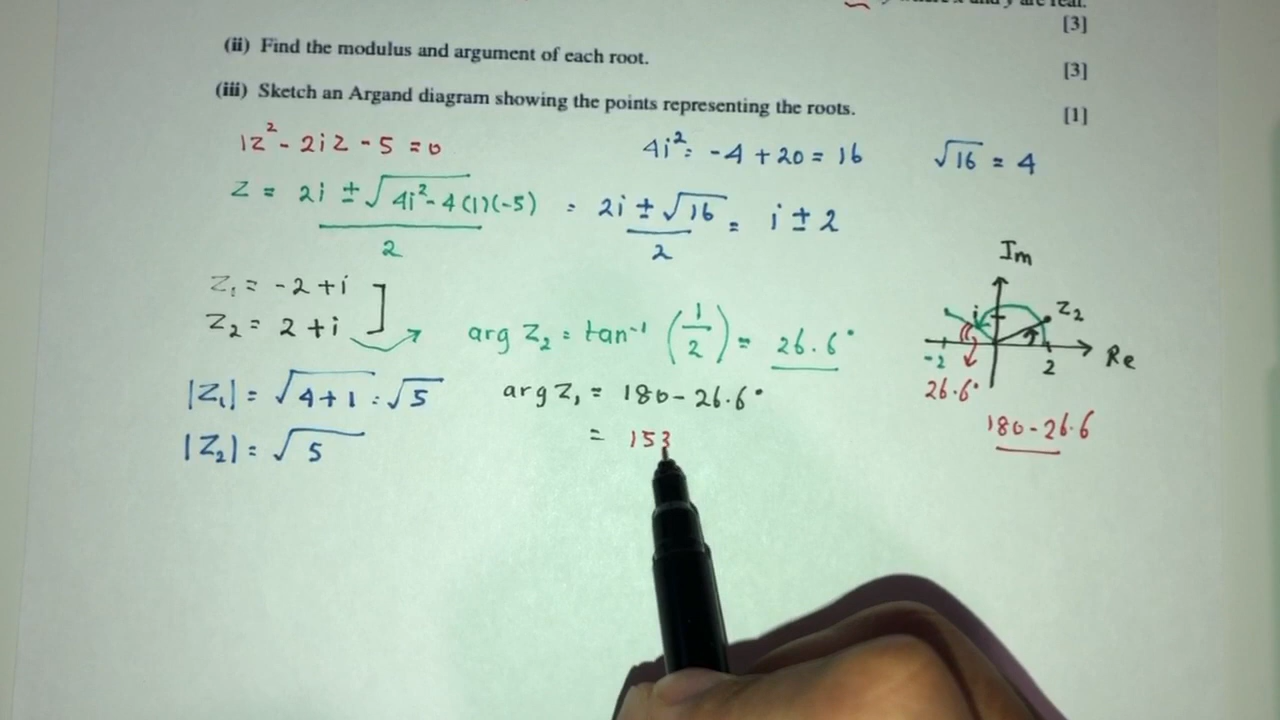 are real.
[3]
(ii) Find the modulus and argument of each root.
[3]
(iii) Sketch an Argand diagram showing the points representing the roots.
[1]
1z² - 2iz - 5 = 0
4i² = -4 + 20 = 16
√16 = 4
z = 2i ± √4i² - 4(1)(-5) / 2 = 2i ± √16 / 2 = i ± 2
Im
z₁ = -2 + i
z₂ = 2 + i
arg z₂ = tan⁻¹ (1/2) = 26.6°
i
z₂
-2
2
Re
26.6°
|z₁| = √4+1 = √5
arg z₁ = 180 - 26.6°
180 - 26.6
|z₂| = √5
= 153